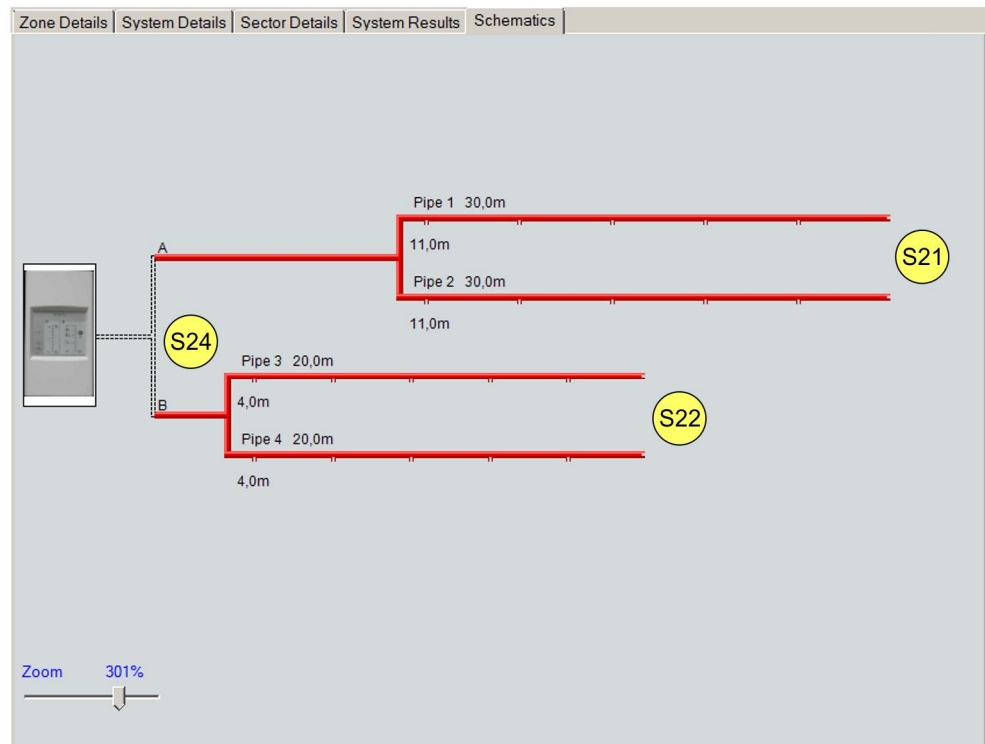 Zone Details System Details Sector Details System Results Schematics
Pipe 1 30,0m
A
11,0m
S21
Pipe 2 30,0m
11,0m
S24
Pipe 3 20,0m
B
4,0m
S22
Pipe 4 20,0m
4,0m
Zoom 301%